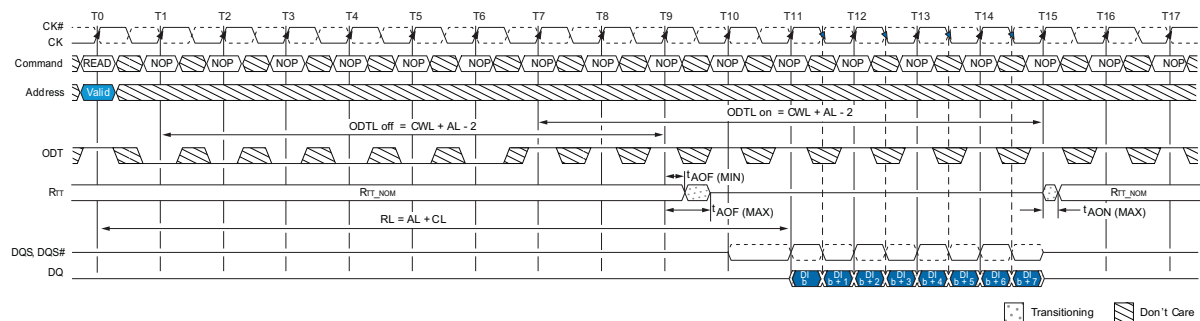 T0 T1 T2 T3 T4 T5 T6 T7 T8 T9 T10 T11 T12 T13 T14 T15 T16 T17
CK#
CK
Command READ NOP NOP NOP NOP NOP NOP NOP NOP NOP NOP NOP NOP NOP NOP NOP NOP NOP
Address Valid
ODTL off = CWL + AL - 2
ODTL on = CWL + AL - 2
ODT
tAOF (MIN)
RTT RTT_NOM RTT_NOM
RL = AL + CL
tAOF (MAX)
tAON (MAX)
DQS, DQS#
DQ DI b DI b + 1 DI b + 2 DI b + 3 DI b + 4 DI b + 5 DI b + 6 DI b + 7
Transitioning Don't Care